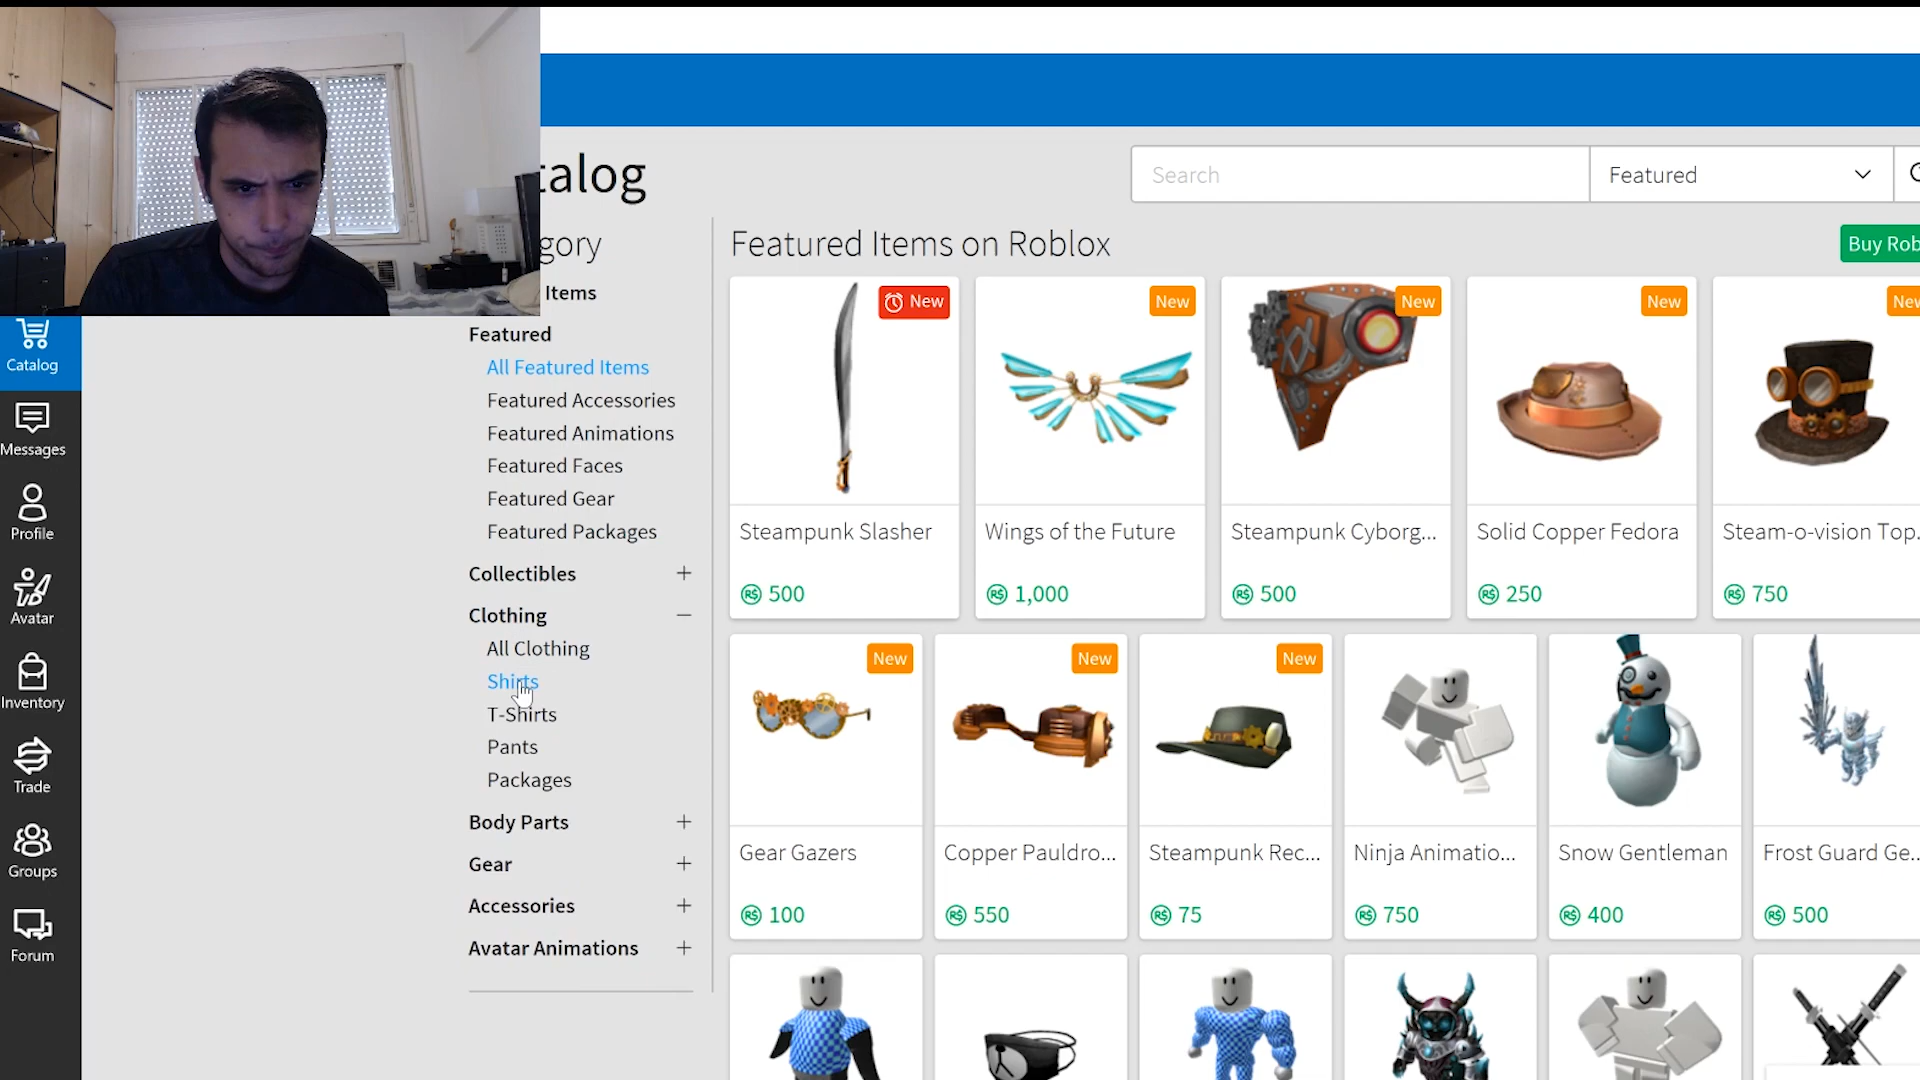 talog
Search
Featured
gory
Featured Items on Roblox
Buy Rob
Items
Featured
All Featured Items
Featured Accessories
Featured Animations
Featured Faces
Featured Gear
Featured Packages
Collectibles
Clothing
All Clothing
Shirts
T-Shirts
Pants
Packages
Body Parts
Gear
Accessories
Avatar Animations
Catalog
Messages
Profile
Avatar
Inventory
Trade
Groups
Forum
New
New
New
New
New
Steampunk Slasher
Wings of the Future
Steampunk Cyborg...
Solid Copper Fedora
Steam-o-vision Top...
R$ 500
R$ 1,000
R$ 500
R$ 250
R$ 750
New
New
New
Gear Gazers
Copper Pauldro...
Steampunk Rec...
Ninja Animatio...
Snow Gentleman
Frost Guard Ge...
R$ 100
R$ 550
R$ 75
R$ 750
R$ 400
R$ 500